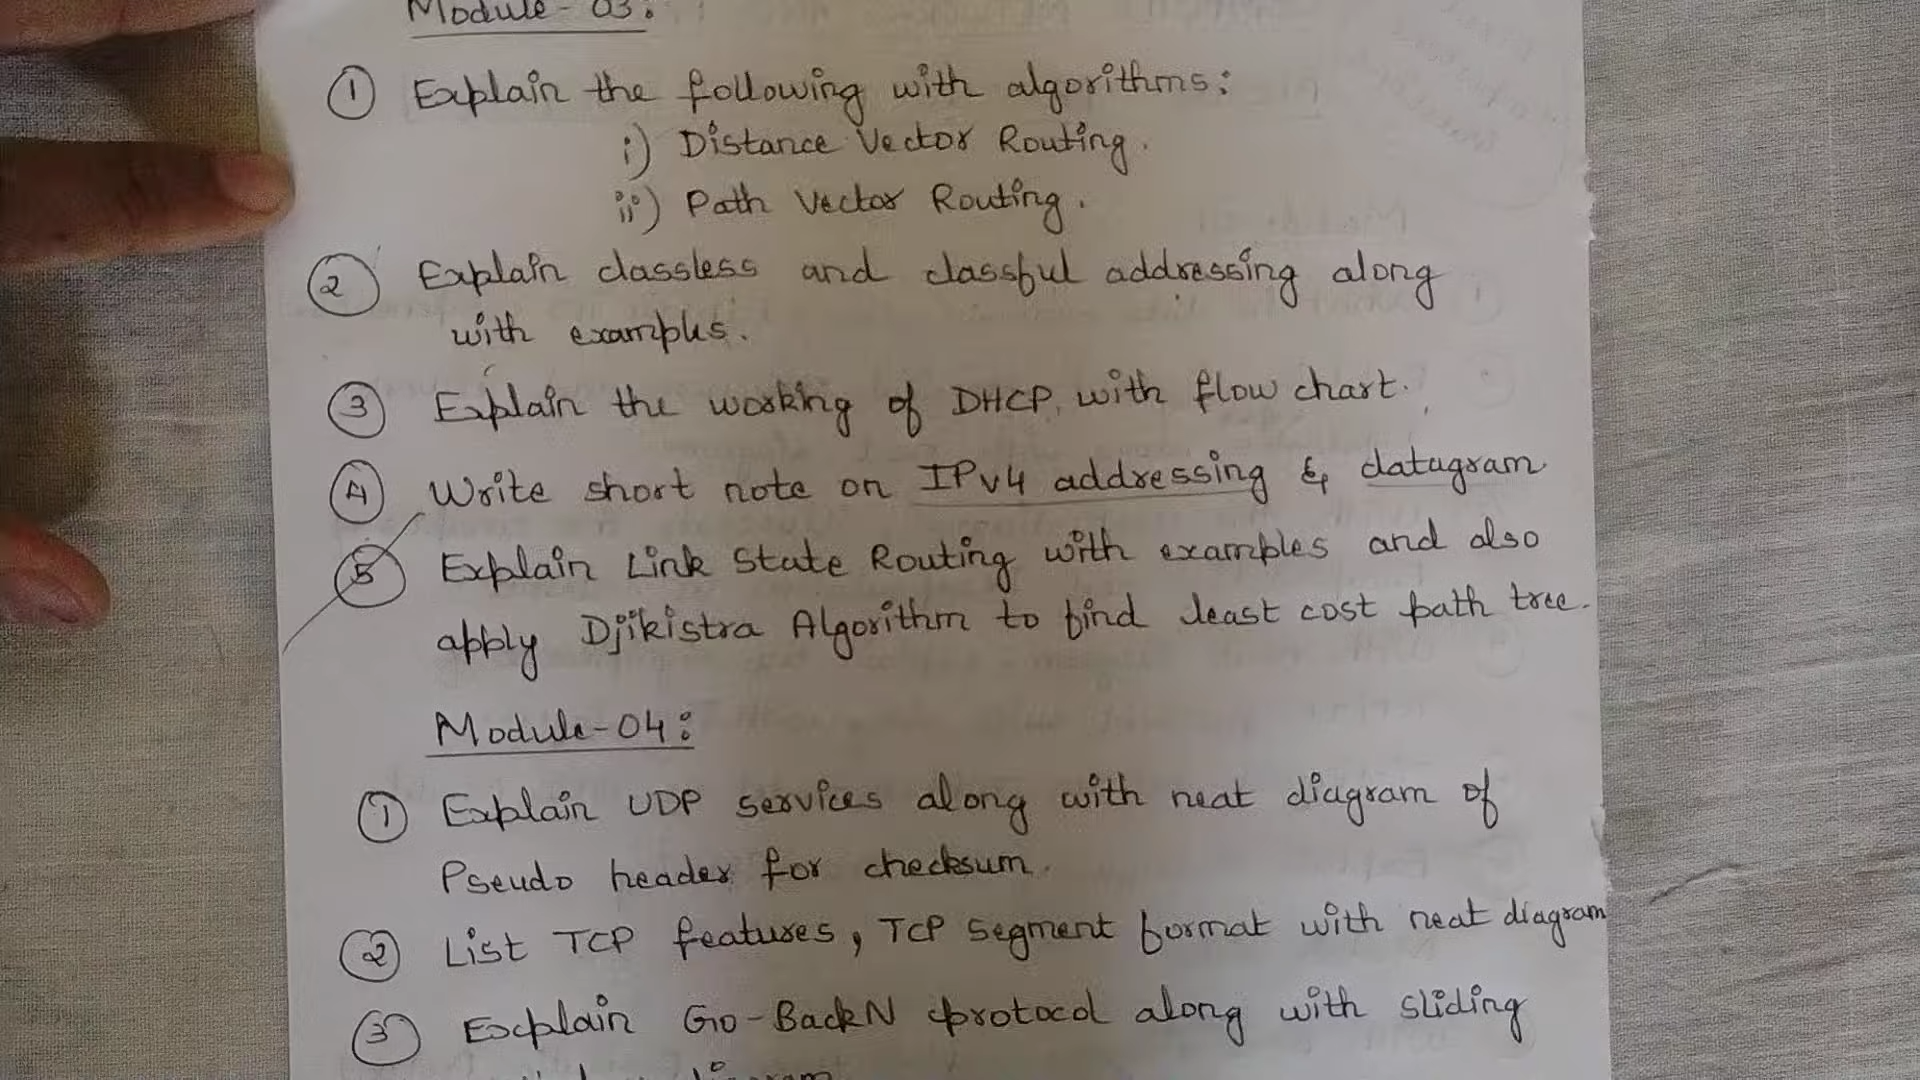 Module-03:
① Explain the following with algorithms:
i) Distance Vector Routing.
ii) Path Vector Routing.
② Explain classless and classful addressing along
with examples.
③ Explain the working of DHCP with flow chart.
④ Write short note on IPv4 addressing & datagram
⑤ Explain Link State Routing with examples and also
apply Djikistra Algorithm to find least cost path tree.
Module-04:
① Explain UDP services along with neat diagram of
Pseudo header for checksum.
② List TCP features, TCP segment format with neat diagram
③ Explain Go-BackN protocol along with sliding
diagram